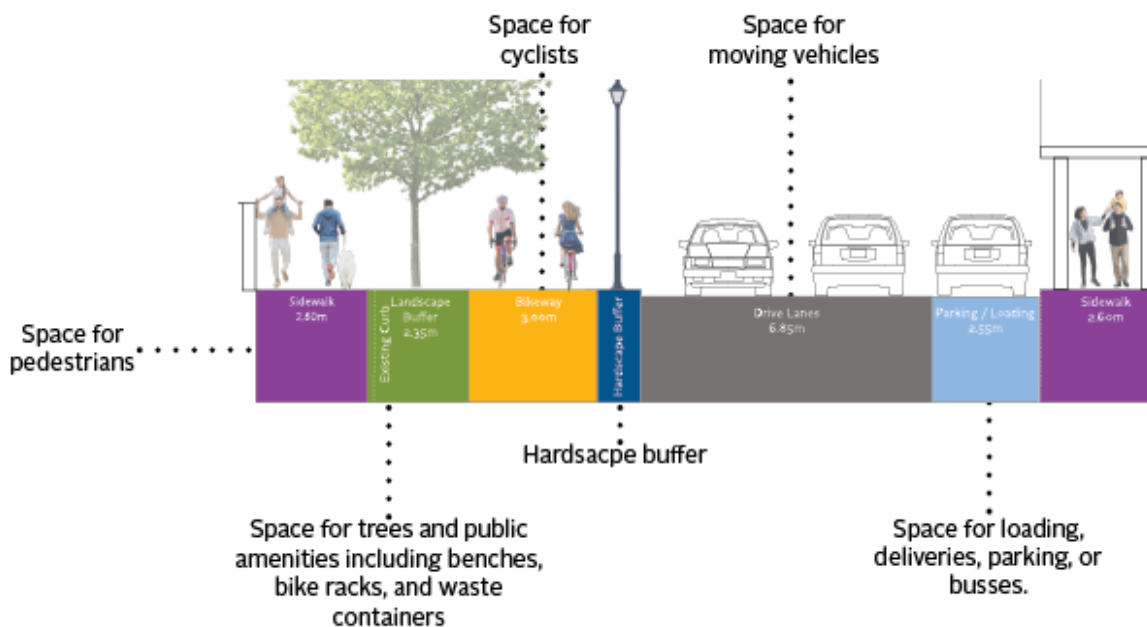 Space for
cyclists
Space for
moving vehicles
Sidewalk
2.80m
Existing Curb
Landscape
Buffer
2.35m
Bikeway
3.00m
Hardscape Buffer
Drive Lanes
6.85m
Parking / Loading
2.55m
Sidewalk
2.60m
Space for
pedestrians
Hardsacpe buffer
Space for trees and public
amenities including benches,
bike racks, and waste
containers
Space for loading,
deliveries, parking, or
busses.